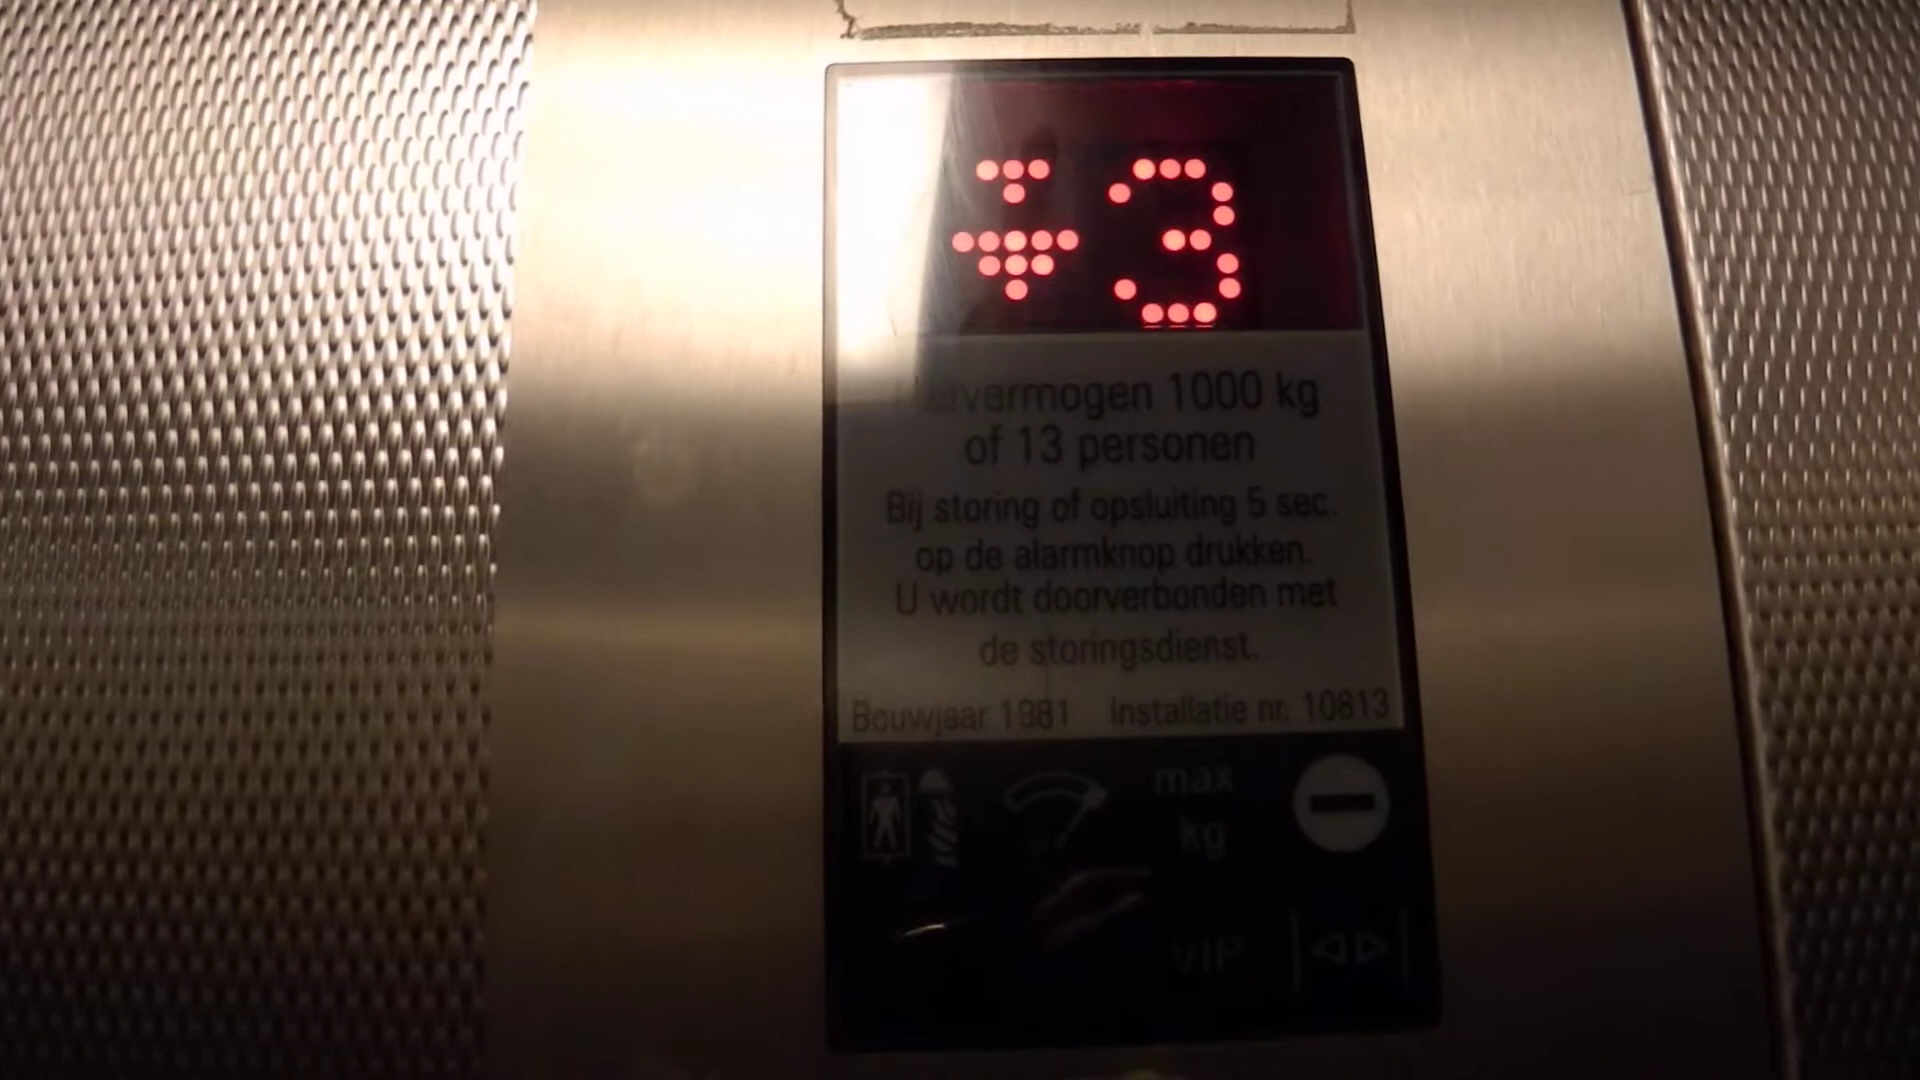 3
1000 kg
of 13 personen
Bij storing of opsluiting 5 sec.
op de alarmknop drukken.
U wordt doorverbonden met
de storingsdienst.
Bouwjaar 1981 Installatie nr. 10813
max
kg
VIP